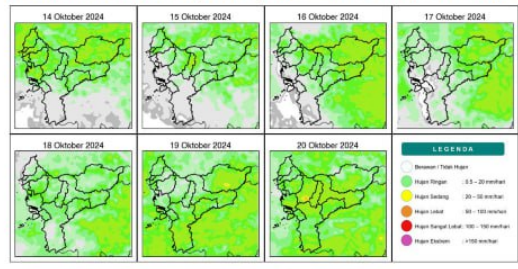 14 Oktober 2024
15 Oktober 2024
16 Oktober 2024
17 Oktober 2024
18 Oktober 2024
19 Oktober 2024
20 Oktober 2024
LEGENDA
Berawan / Tidak Hujan
Hujan Ringan : 0.5 – 20 mm/hari
Hujan Sedang : 20 – 50 mm/hari
Hujan Lebat : 50 – 100 mm/hari
Hujan Sangat Lebat : 100 – 150 mm/hari
Hujan Ekstrem : >150 mm/hari